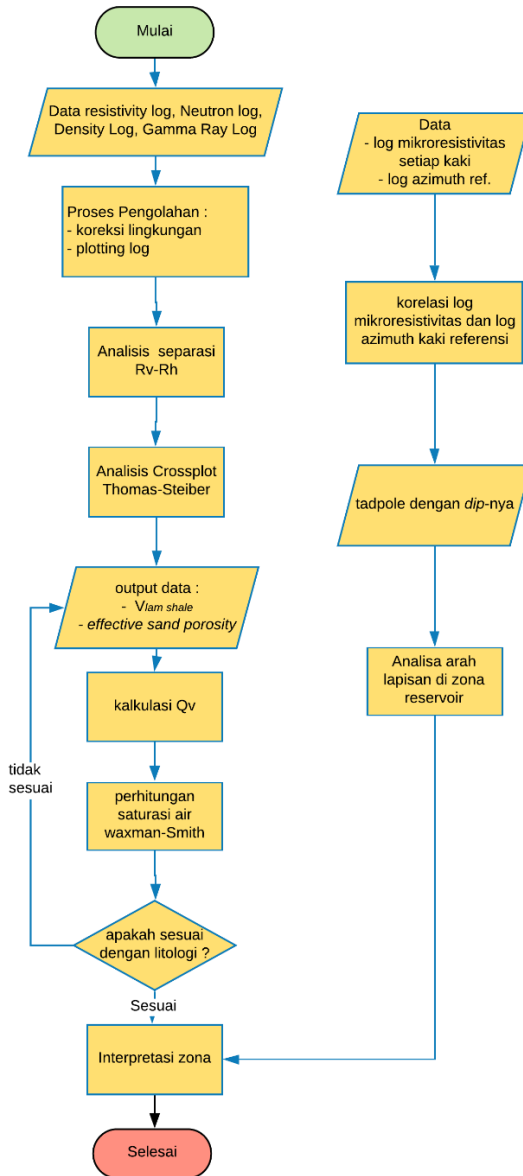 Mulai
Data resistivity log, Neutron log,
Density Log, Gamma Ray Log
Proses Pengolahan :
- koreksi lingkungan
- plotting log
Analisis separasi
Rv-Rh
Analisis Crossplot
Thomas-Steiber
output data :
- Vlam shale
- effective sand porosity
kalkulasi Qv
perhitungan
saturasi air
waxman-Smith
apakah sesuai
dengan litologi ?
tidak
sesuai
Sesuai
Interpretasi zona
Selesai
Data
- log mikroresistivitas
setiap kaki
- log azimuth ref.
korelasi log
mikroresistivitas dan log
azimuth kaki referensi
tadpole dengan dip-nya
Analisa arah
lapisan di zona
reservoir